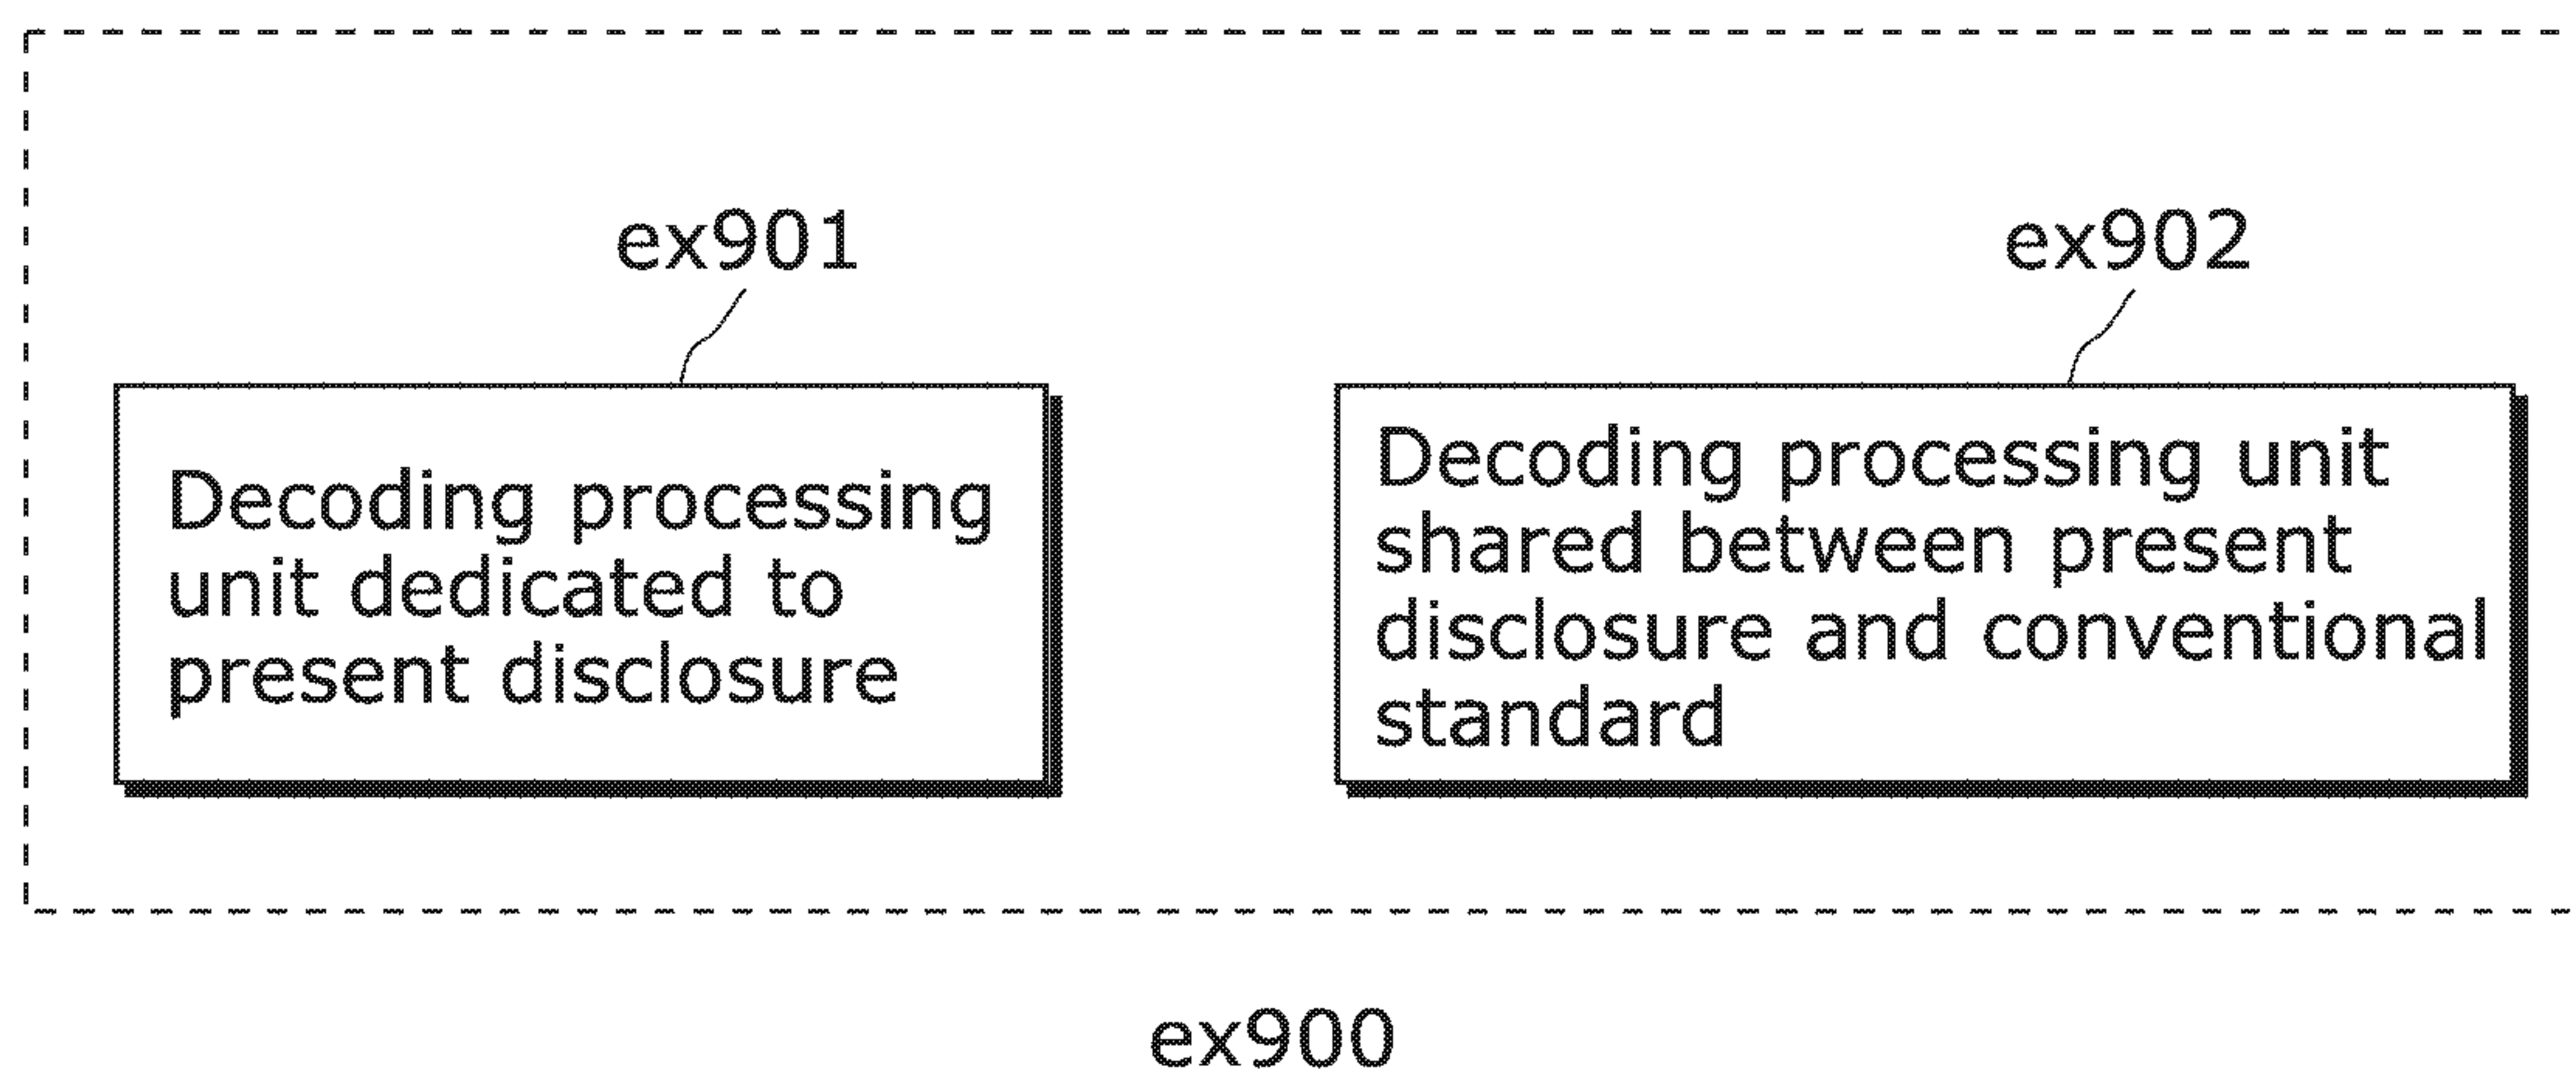 ex901
Decoding processing
unit dedicated to
present disclosure
ex902
Decoding processing unit
shared between present
disclosure and conventional
standard
ex900